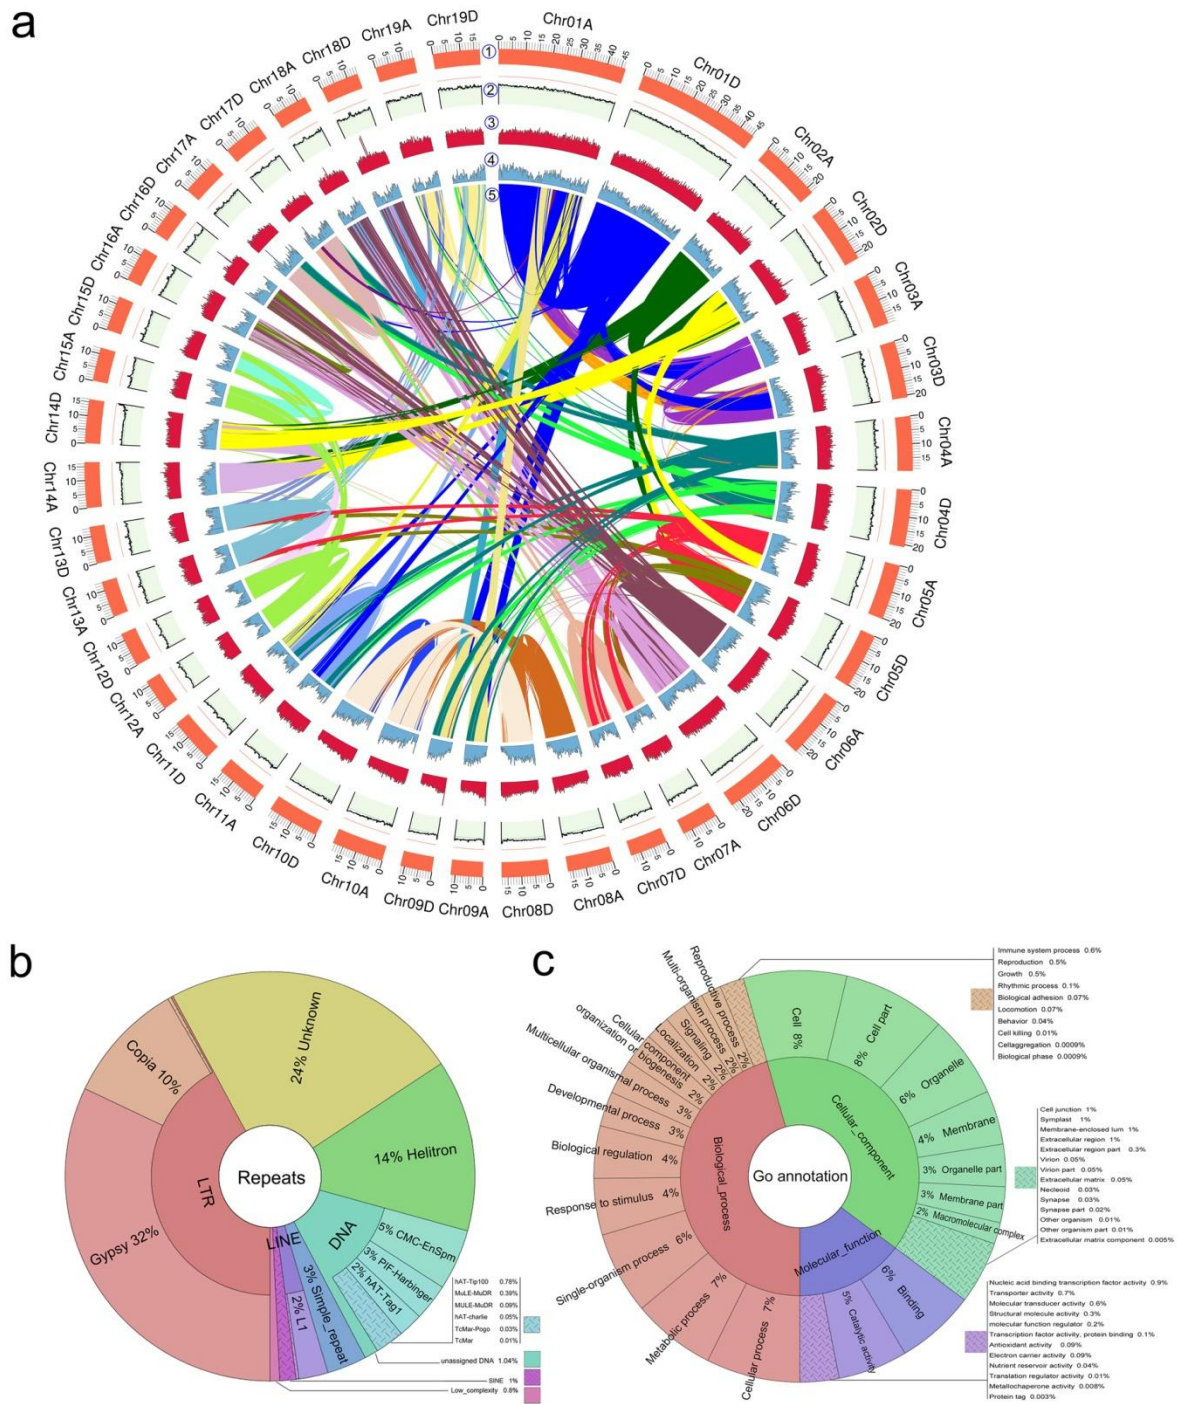 a
Chr01A
Chr01D
Chr02A
Chr02D
Chr03A
Chr03D
Chr04A
Chr04D
Chr05A
Chr05D
Chr06A
Chr06D
Chr07A
Chr07D
Chr08A
Chr08D
Chr09A
Chr09D
Chr10A
Chr10D
Chr11A
Chr11D
Chr12A
Chr12D
Chr13A
Chr13D
Chr14A
Chr14D
Chr15A
Chr15D
Chr16A
Chr16D
Chr17A
Chr17D
Chr18A
Chr18D
Chr19A
Chr19D
①
②
③
④
⑤
b
Repeats
24% Unknown
14% Helitron
DNA
5% CMC-EnSpm
3% PIF-Harbinger
2% hAT-Tag1
hAT-Tip100 0.78%
MuLE-MuDR 0.39%
MULE-MuDR 0.09%
hAT-charlie 0.05%
TcMar-Pogo 0.03%
TcMar 0.01%
unassigned DNA 1.04%
SINE 1%
Low_complexity 0.8%
3% Simple_repeat
LINE
2% L1
LTR
Gypsy 32%
Copia 10%
c
Go annotation
Cellular_component
Cell 8%
8% Cell part
6% Organelle
4% Membrane
3% Organelle part
3% Membrane part
2% Macromolecular complex
Molecular_function
6% Binding
5% Catalytic activity
Biological_process
Cellular process 7%
Metabolic process 7%
Single-organism process 6%
Response to stimulus 4%
Biological regulation 4%
Developmental process 3%
Multicellular organismal process 3%
Cellular component
organization or biogenesis 2%
Localization 2%
Signaling 2%
Multi-organism process 2%
Reproductive process 2%
Immune system process 0.6%
Reproduction 0.5%
Growth 0.5%
Rhythmic process 0.1%
Biological adhesion 0.07%
Locomotion 0.07%
Behavior 0.04%
Cell killing 0.01%
Cellaggregation 0.0009%
Biological phase 0.0009%
Cell junction 1%
Symplast 1%
Membrane-enclosed lum 1%
Extracellular region 1%
Extracellular region part 0.3%
Virion 0.05%
Virion part 0.05%
Extracellular matrix 0.05%
Necleoid 0.03%
Synapse 0.03%
Synapse part 0.02%
Other organism 0.01%
Other organism part 0.01%
Extracellular matrix component 0.005%
Nucleic acid binding transcription factor activity 0.9%
Transporter activity 0.7%
Molecular transducer activity 0.6%
Structural molecule activity 0.3%
molecular function regulator 0.2%
Transcription factor activity, protein binding 0.1%
Antioxidant activity 0.09%
Electron carrier activity 0.09%
Nutrient reservoir activity 0.04%
Translation regulator activity 0.01%
Metallochaperone activity 0.008%
Protein tag 0.003%